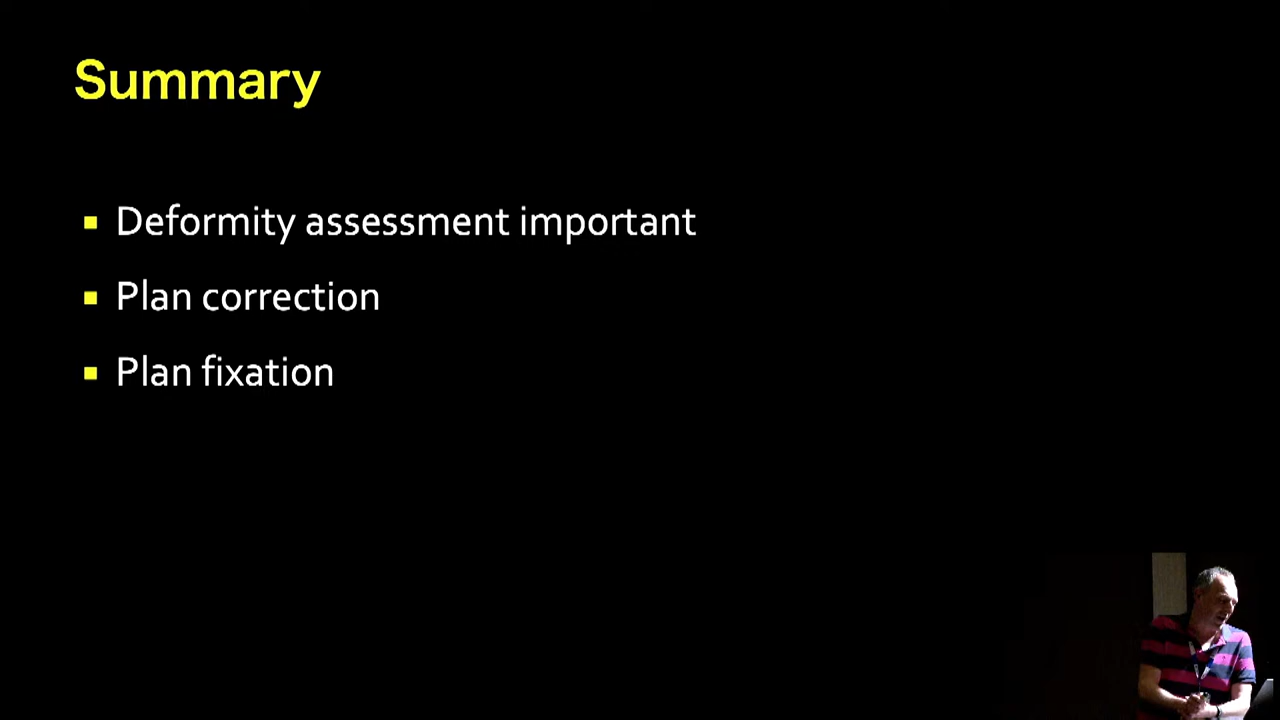 Summary
Deformity assessment important
Plan correction
Plan fixation